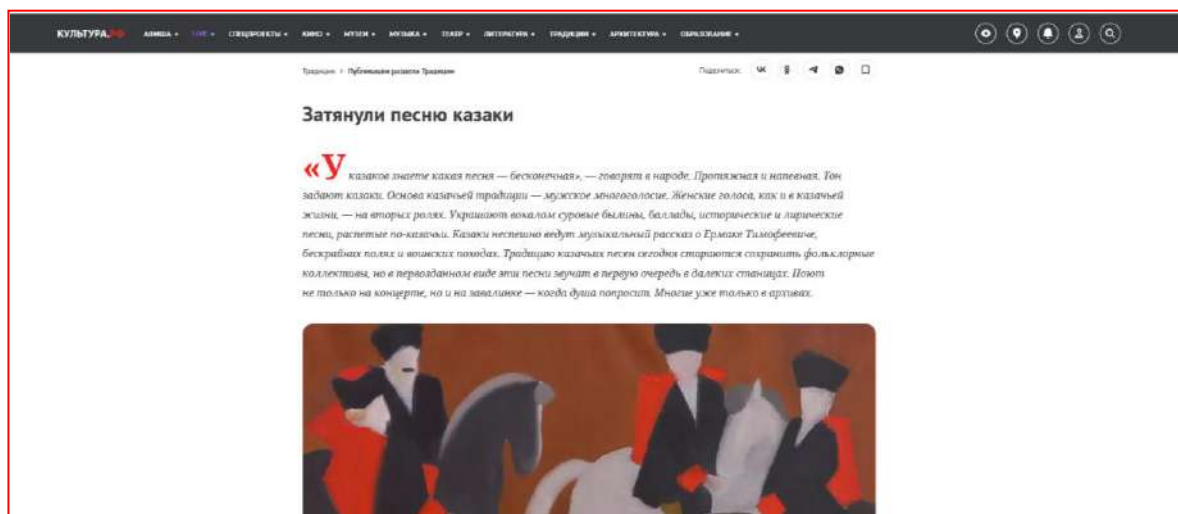 КУЛЬТУРА.РФ АФИША LIVE СПЕЦПРОЕКТЫ КИНО МУЗЕИ МУЗЫКА ТЕАТР ЛИТЕРАТУРА ТРАДИЦИИ АРХИТЕКТУРА ОБРАЗОВАНИЕ
Традиции > Публикации раздела Традиции Поделиться:
Затянули песню казаки
«У казаков знаете какая песня — бесконечная», — говорят в народе. Протяжная и напевная. Тон
задают казаки. Основа казачьей традиции — мужское многоголосие. Женские голоса, как и в казачьей
жизни, — на вторых ролях. Украшают вокалом суровые былины, баллады, исторические и лирические
песни, распетые по-казачьи. Казаки неспешно ведут музыкальный рассказ о Ермаке Тимофеевиче,
бескрайних полях и воинских походах. Традицию казачьих песен сегодня стараются сохранить фольклорные
коллективы, но в первозданном виде эти песни звучат в первую очередь в далеких станицах. Поют
не только на концерте, но и на завалинке — когда душа попросит. Многие уже только в архивах.